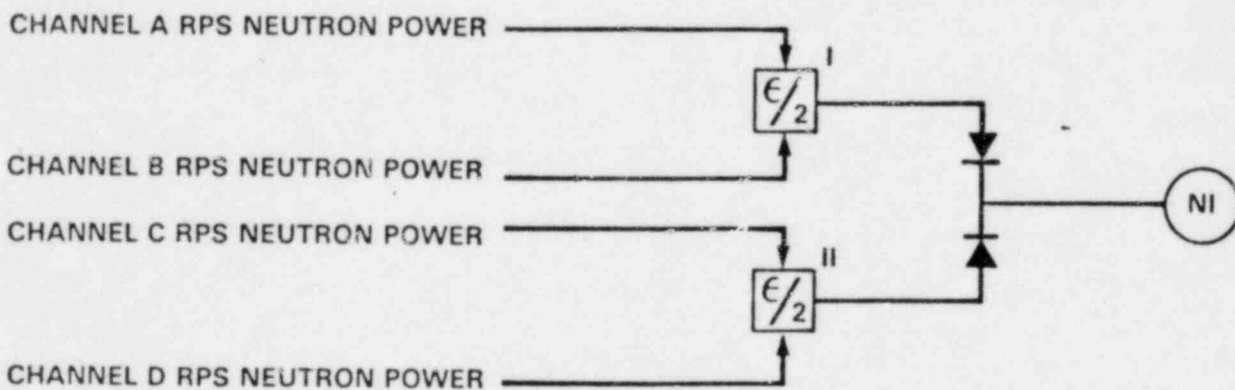 CHANNEL A RPS NEUTRON POWER
I
ϵ/2
CHANNEL B RPS NEUTRON POWER
NI
CHANNEL C RPS NEUTRON POWER
II
ϵ/2
CHANNEL D RPS NEUTRON POWER